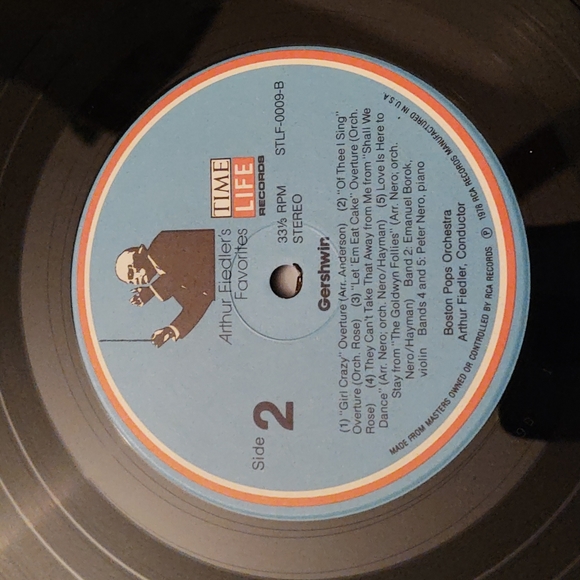 TIME
LIFE
RECORDS
Arthur Fiedler's
Favorites
Side 2
33⅓ RPM STLF-0009-B
STEREO
Gershwin
(1) "Girl Crazy" Overture (Arr. Anderson) (2) "Of Thee I Sing"
Overture (Orch. Rose) (3) "Let 'Em Eat Cake" Overture (Orch.
Rose) (4) They Can't Take That Away from Me from "Shall We
Dance" (Arr. Nero; orch. Nero/Hayman) (5) Love Is Here to
Stay from "The Goldwyn Follies" (Arr. Nero; orch.
Nero/Hayman) Band 2: Emanuel Borok,
violin Bands 4 and 5: Peter Nero, piano
Boston Pops Orchestra
Arthur Fiedler, Conductor
MADE FROM MASTERS OWNED OR CONTROLLED BY RCA RECORDS ℗ 1978 RCA RECORDS MANUFACTURED IN U.S.A.